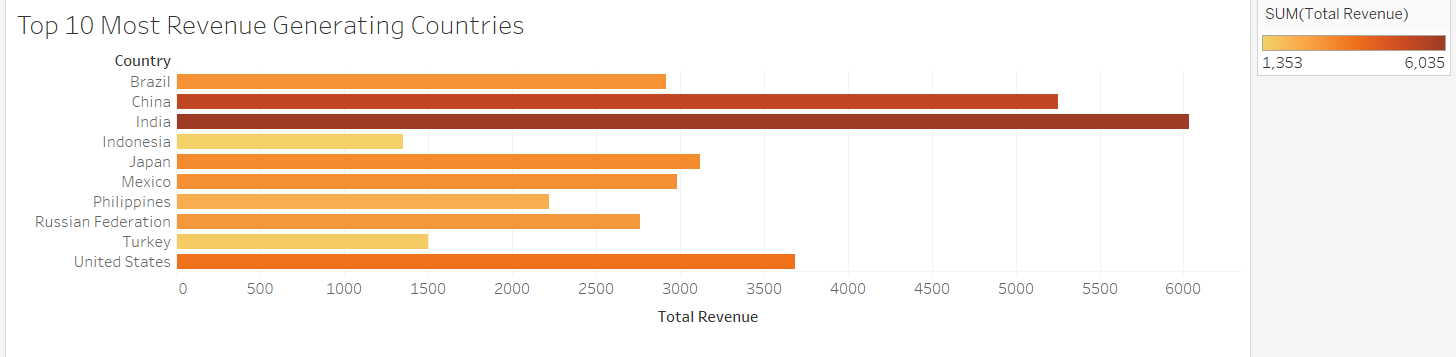 Top 10 Most Revenue Generating Countries
Country
Brazil
China
India
Indonesia
Japan
Mexico
Philippines
Russian Federation
Turkey
United States
0 500 1000 1500 2000 2500 3000 3500 4000 4500 5000 5500 6000
Total Revenue
SUM(Total Revenue)
1,353 6,035